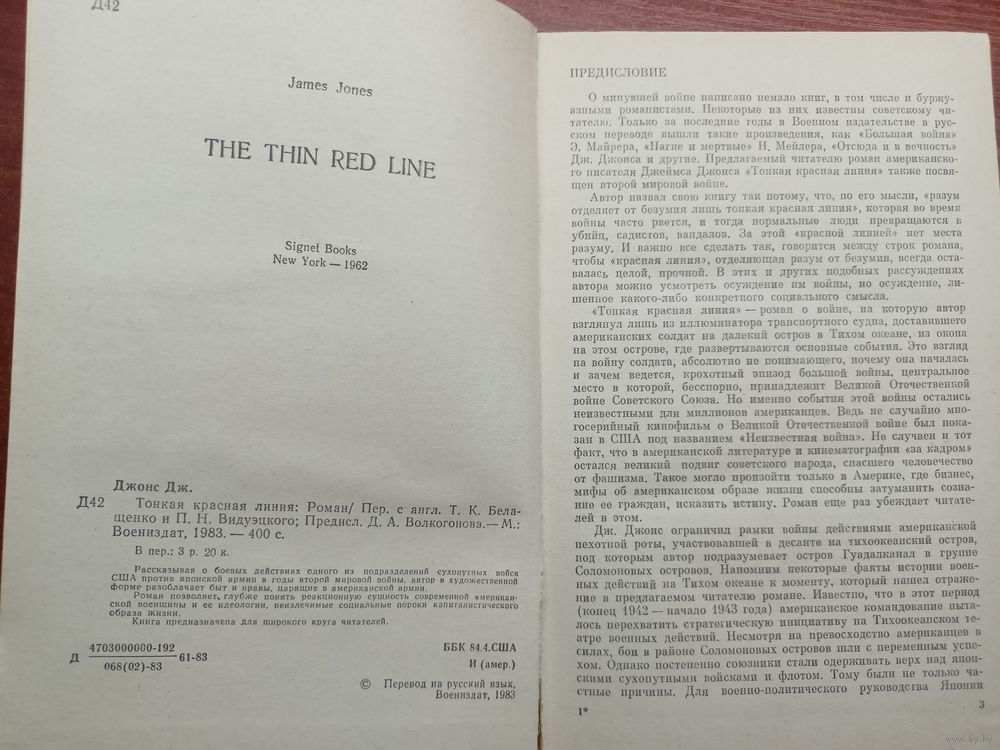 Д42
James Jones
THE THIN RED LINE
Signet Books
New York — 1962
Джонс Дж.
Д42 Тонкая красная линия: Роман/ Пер. с англ. Т. К. Бела-
щенко и П. Н. Видуэцкого; Предисл. Д. А. Волкогонова.— М.:
Воениздат, 1983. — 400 с.
В пер.: 3 р. 20 к.
Рассказывая о боевых действиях одного из подразделений сухопутных войск
США против японской армии в годы второй мировой войны, автор в художественной
форме разоблачает быт и нравы, царящие в американской армии.
Роман позволяет глубже понять реакционную сущность современной американ-
ской военщины и ее идеологии, неизлечимые социальные пороки капиталистического
образа жизни.
Книга предназначена для широкого круга читателей.
Д 4703000000-192 61-83
068(02)-83
ББК 84.4.США
И (амер.)
© Перевод на русский язык,
Воениздат, 1983
ПРЕДИСЛОВИЕ
О минувшей войне написано немало книг, в том числе и буржу-
азными романистами. Некоторые из них известны советскому чи-
тателю. Только за последние годы в Военном издательстве в рус-
ском переводе вышли такие произведения, как «Большая война»
Э. Майрера, «Нагие и мертвые» Н. Мейлера, «Отсюда и в вечность»
Дж. Джонса и другие. Предлагаемый читателю роман американско-
го писателя Джеймса Джонса «Тонкая красная линия» также посвя-
щен второй мировой войне.
Автор назвал свою книгу так потому, что, по его мысли, «разум
отделяет от безумия лишь тонкая красная линия», которая во время
войны часто рвется, и тогда нормальные люди превращаются в
убийц, садистов, вандалов. За этой «красной линией» нет места
разуму. И важно все сделать так, говорится между строк романа,
чтобы «красная линия», отделяющая разум от безумия, всегда оста-
валась целой, прочной. В этих и других подобных рассуждениях
автора можно усмотреть осуждение им войны, но осуждение, ли-
шенное какого-либо конкретного социального смысла.
«Тонкая красная линия» — роман о войне, на которую автор
взглянул лишь из иллюминатора транспортного судна, доставившего
американских солдат на далекий остров в Тихом океане, из окопа
на этом острове, где развертываются основные события. Это взгляд
на войну солдата, абсолютно не понимающего, почему она началась
и зачем ведется, крохотный эпизод большой войны, центральное
место в которой, бесспорно, принадлежит Великой Отечественной
войне Советского Союза. Но именно события этой войны остались
неизвестными для миллионов американцев. Ведь не случайно мно-
госерийный кинофильм о Великой Отечественной войне был пока-
зан в США под названием «Неизвестная война». Не случаен и тот
факт, что в американской литературе и кинематографии «за кадром»
остался великий подвиг советского народа, спасшего человечество
от фашизма. Такое могло произойти только в Америке, где бизнес,
мифы об американском образе жизни способны затуманить созна-
ние ее граждан, исказить истину. Роман еще раз убеждает читате-
лей в этом.
Дж. Джонс ограничил рамки войны действиями американской
пехотной роты, участвовавшей в десанте на тихоокеанский остров,
под которым автор подразумевает остров Гуадалканал в группе
Соломоновых островов. Напомним некоторые факты истории воен-
ных действий на Тихом океане к моменту, который нашел отраже-
ние в предлагаемом читателю романе. Известно, что в этот период
(конец 1942 — начало 1943 года) американское командование пыта-
лось перехватить стратегическую инициативу на Тихоокеанском те-
атре военных действий. Несмотря на превосходство американцев в
силах, бои в районе Соломоновых островов шли с переменным успе-
хом. Однако постепенно союзники стали одерживать верх над япон-
скими сухопутными войсками и флотом. Тому были не только ча-
стные причины. Для военно-политического руководства Японии
1*
3
www.ay.by